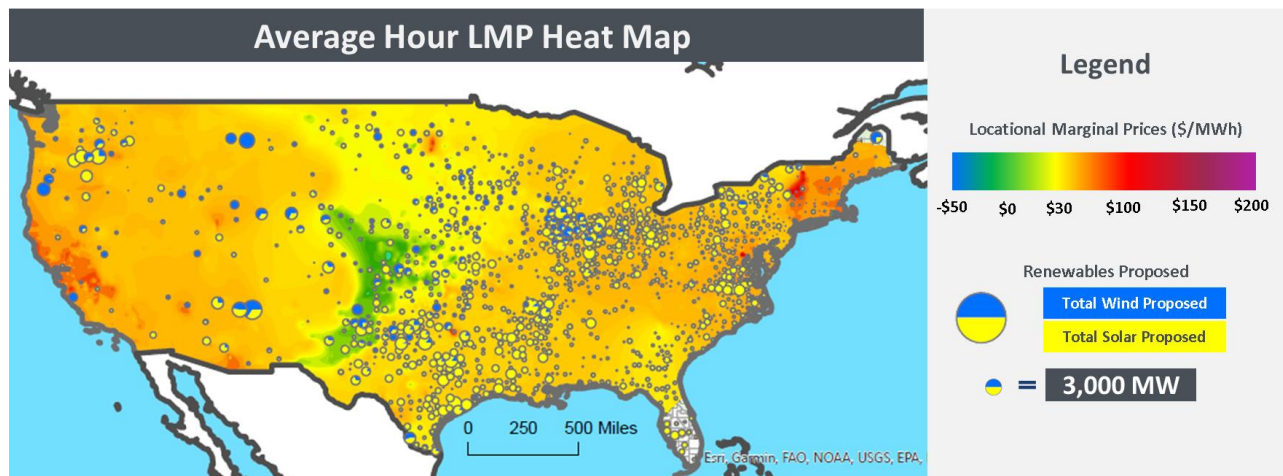 Average Hour LMP Heat Map
Legend
Locational Marginal Prices ($/MWh)
-$50 $0 $30 $100 $150 $200
Renewables Proposed
Total Wind Proposed
Total Solar Proposed
= 3,000 MW
0 250 500 Miles
Esri, Garmin, FAO, NOAA, USGS, EPA,